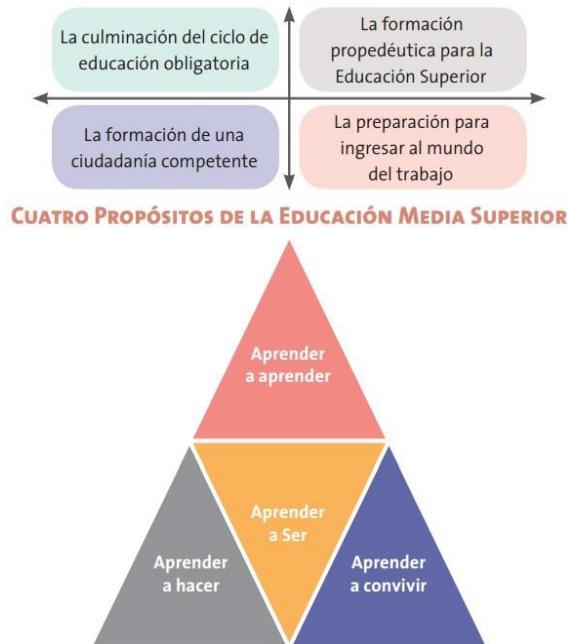 La culminación del ciclo de
educación obligatoria
La formación
propedéutica para la
Educación Superior
La formación de una
ciudadanía competente
La preparación para
ingresar al mundo
del trabajo
CUATRO PROPÓSITOS DE LA EDUCACIÓN MEDIA SUPERIOR
Aprender
a aprender
Aprender
a Ser
Aprender
a hacer
Aprender
a convivir